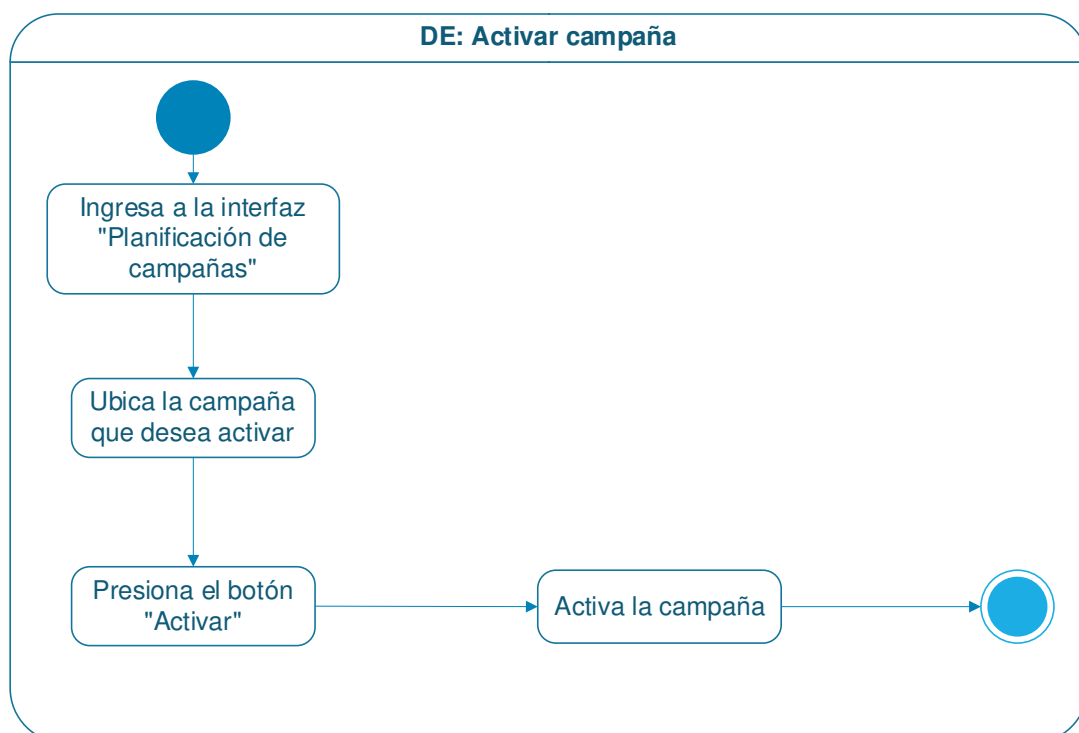 DE: Activar campaña
Ingresa a la interfaz
"Planificación de
campañas"
Ubica la campaña
que desea activar
Presiona el botón
"Activar"
Activa la campaña